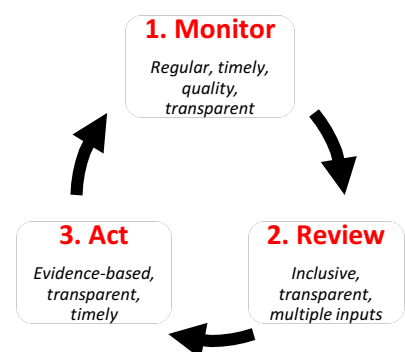 1. Monitor
Regular, timely,
quality,
transparent
3. Act
Evidence-based,
transparent,
timely
2. Review
Inclusive,
transparent,
multiple inputs